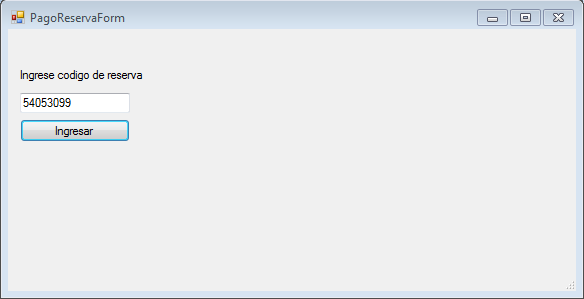 PagoReservaForm
Ingrese codigo de reserva
54053099
Ingresar